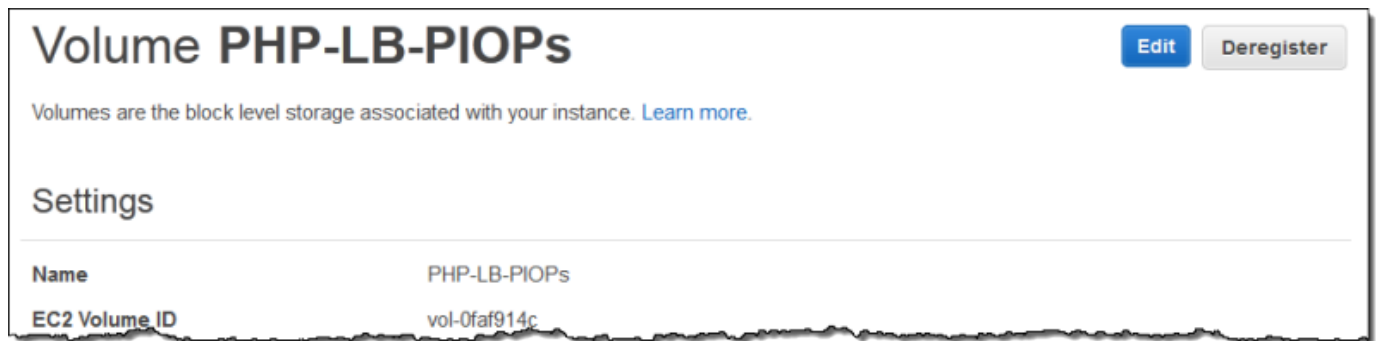 Volume PHP-LB-PIOPs
Edit
Deregister
Volumes are the block level storage associated with your instance. Learn more.
Settings
Name PHP-LB-PIOPs
EC2 Volume ID vol-0faf914c